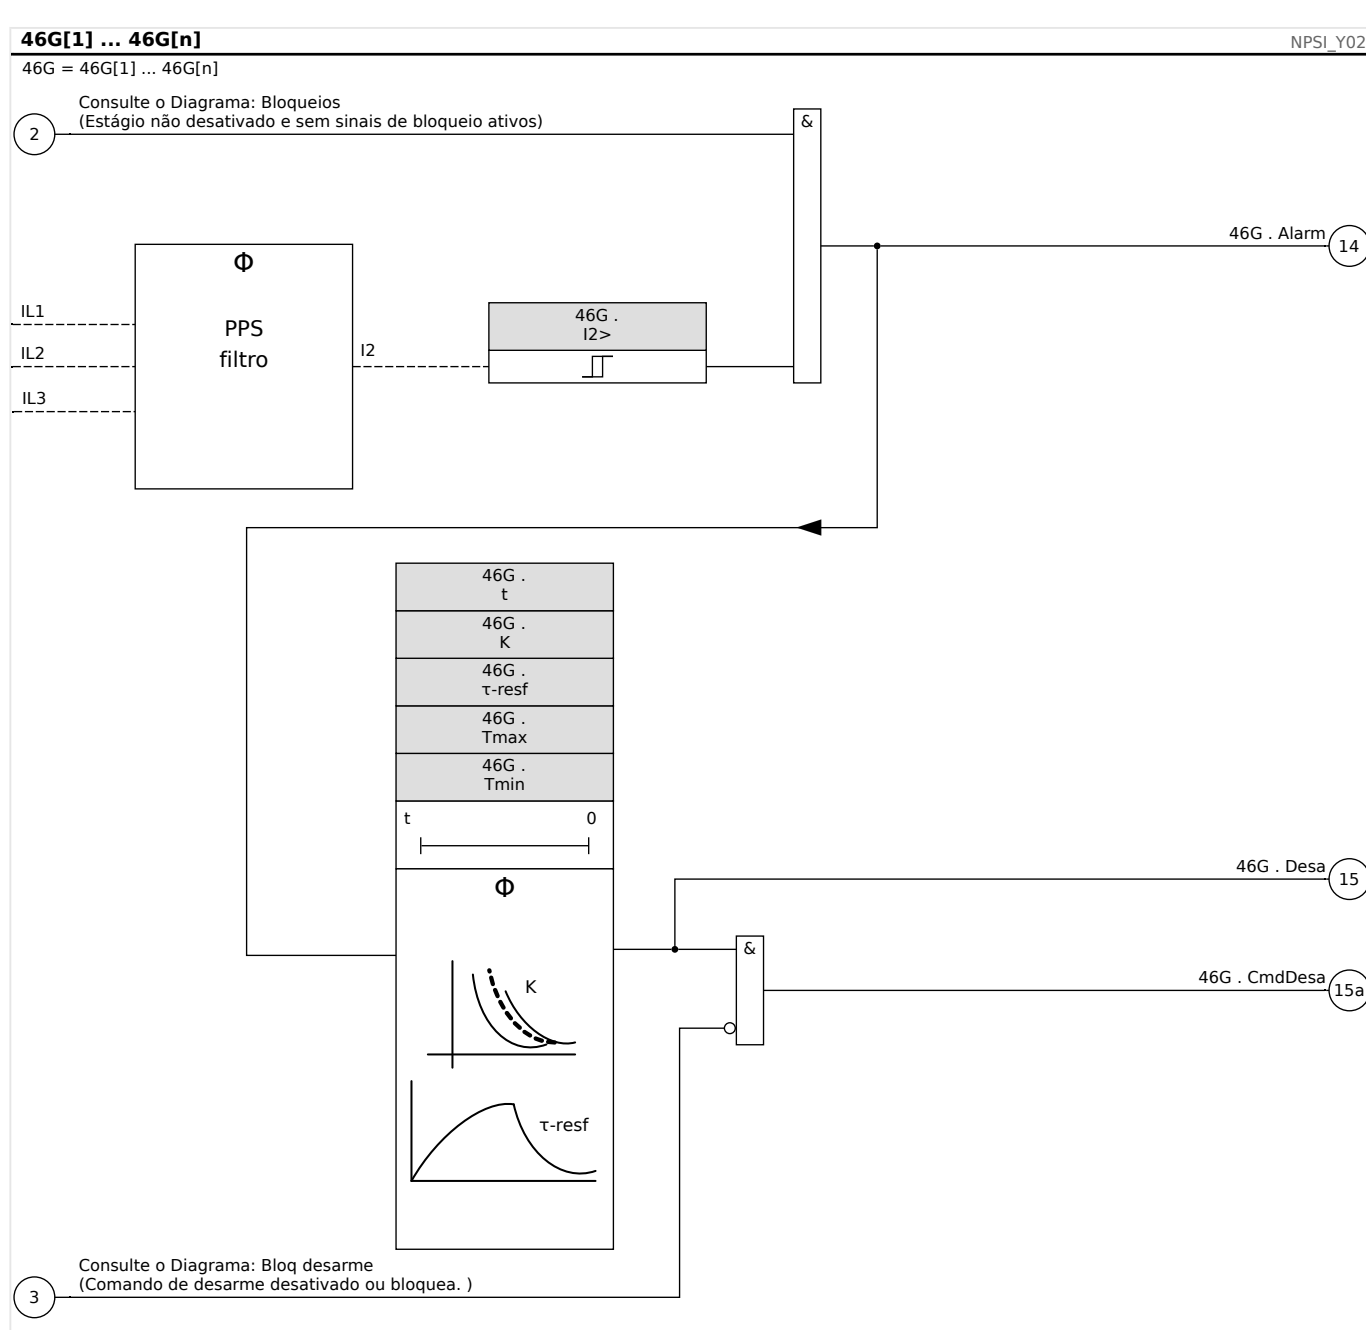 46G[1] ... 46G[n]
NPSI_Y02
46G = 46G[1] ... 46G[n]
Consulte o Diagrama: Bloqueios
(Estágio não desativado e sem sinais de bloqueio ativos)
2
&
46G . Alarm
14
Φ
PPS
filtro
IL1
IL2
IL3
I2
46G .
I2>
46G .
t
46G .
K
46G .
τ-resf
46G .
Tmax
46G .
Tmin
t 0
Φ
K
τ-resf
46G . Desa
15
&
46G . CmdDesa
15a
Consulte o Diagrama: Bloq desarme
(Comando de desarme desativado ou bloquea. )
3